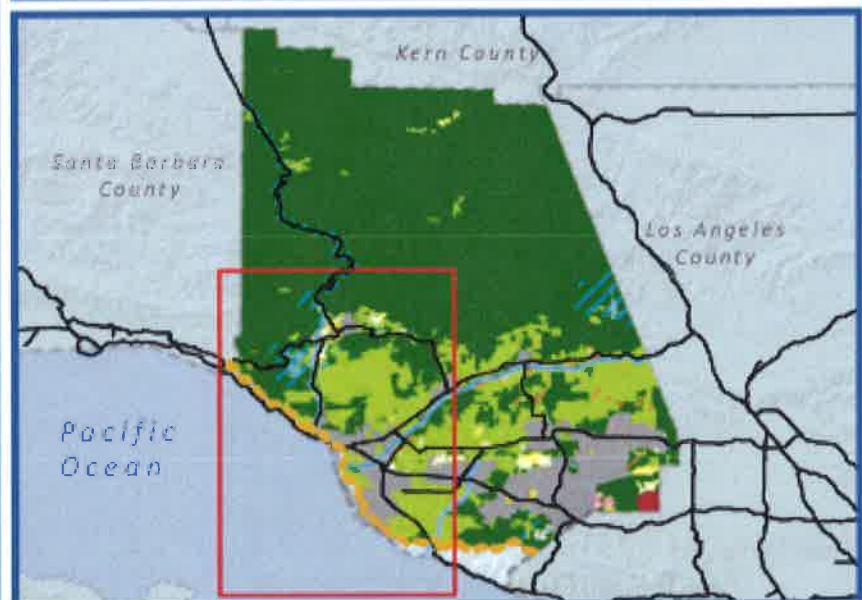 Kern County
Santa Barbara
County
Los Angeles
County
Pacific
Ocean